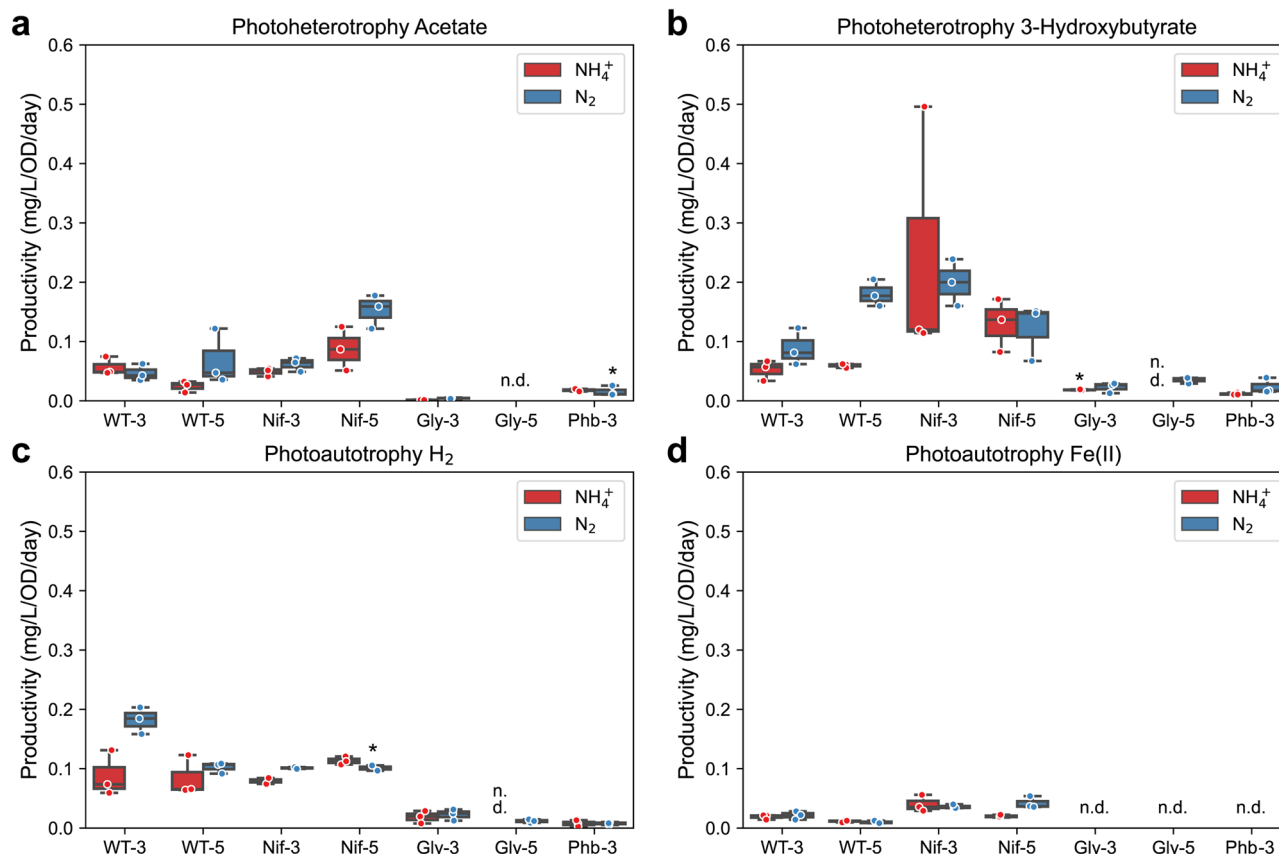 a
Photoheterotrophy Acetate
0.6
0.5
0.4
0.3
0.2
0.1
0.0
Productivity (mg/L/OD/day)
NH₄⁺
N₂
n.d.
*
WT-3 WT-5 Nif-3 Nif-5 Gly-3 Gly-5 Phb-3
b
Photoheterotrophy 3-Hydroxybutyrate
0.6
0.5
0.4
0.3
0.2
0.1
0.0
Productivity (mg/L/OD/day)
NH₄⁺
N₂
*
n.
d.
WT-3 WT-5 Nif-3 Nif-5 Gly-3 Gly-5 Phb-3
c
Photoautotrophy H₂
0.6
0.5
0.4
0.3
0.2
0.1
0.0
Productivity (mg/L/OD/day)
NH₄⁺
N₂
*
n.
d.
WT-3 WT-5 Nif-3 Nif-5 Gly-3 Gly-5 Phb-3
d
Photoautotrophy Fe(II)
0.6
0.5
0.4
0.3
0.2
0.1
0.0
Productivity (mg/L/OD/day)
NH₄⁺
N₂
n.d. n.d. n.d.
WT-3 WT-5 Nif-3 Nif-5 Gly-3 Gly-5 Phb-3